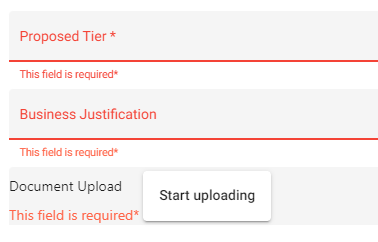 Proposed Tier *
This field is required*
Business Justification
This field is required*
Document Upload Start uploading
This field is required*